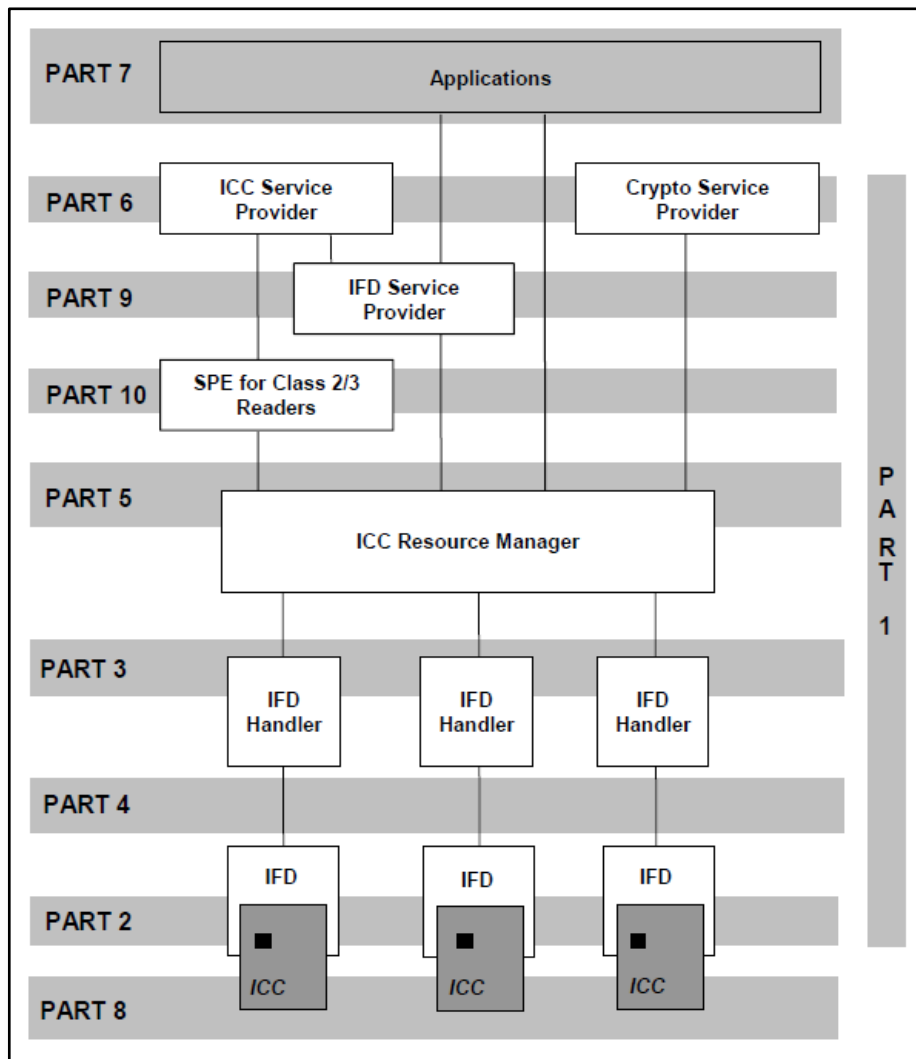 PART 7
Applications
PART 6
ICC Service
Provider
Crypto Service
Provider
PART 9
IFD Service
Provider
PART 10
SPE for Class 2/3
Readers
PART 5
ICC Resource Manager
PART 1
PART 3
IFD
Handler
IFD
Handler
IFD
Handler
PART 4
IFD
IFD
IFD
PART 2
ICC
ICC
ICC
PART 8